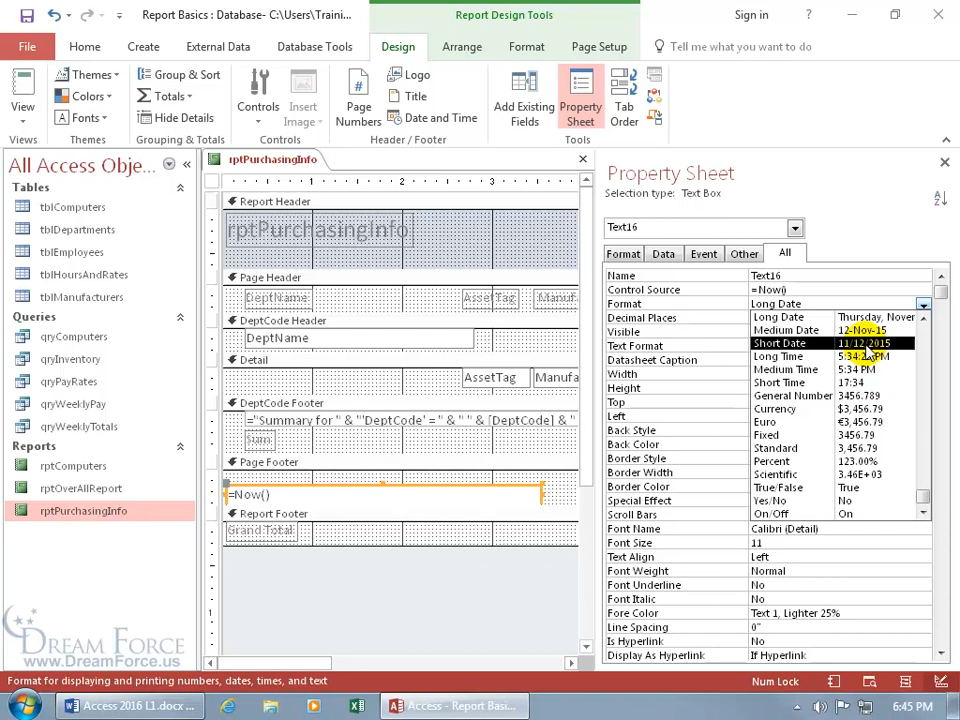 Report Basics : Database- C:\Users\Traini...
Report Design Tools
Sign in
?
File
Home
Create
External Data
Database Tools
Design
Arrange
Format
Page Setup
Tell me what you want to do
View
Views
Themes
Colors
Fonts
Themes
Group & Sort
Totals
Hide Details
Grouping & Totals
Controls
Insert
Image
Controls
Page
Numbers
Logo
Title
Date and Time
Header / Footer
Add Existing
Fields
Property
Sheet
Tab
Order
Tools
All Access Obje...
Tables
tblComputers
tblDepartments
tblEmployees
tblHoursAndRates
tblManufacturers
Queries
qryComputers
qryInventory
qryPayRates
qryWeeklyPay
qryWeeklyTotals
Reports
rptComputers
rptOverAllReport
rptPurchasingInfo
rptPurchasingInfo
1 2 3
Report Header
rptPurchasingInfo
Page Header
DeptName AssetTag Manuf
DeptCode Header
DeptName
Detail
AssetTag Manufa
DeptCode Footer
="Summary for " & "'DeptCode' = " & " " & [DeptCode] & "
Sum
Page Footer
=Now()
Report Footer
Grand Total
1
Property Sheet
Selection type: Text Box
Text16
Format Data Event Other All
Name Text16
Control Source =Now()
Format Long Date
Decimal Places
Visible
Text Format
Datasheet Caption
Width
Height
Top
Left
Back Style
Back Color
Border Style
Border Width
Border Color
Special Effect
Scroll Bars
Long Date Thursday, Nover
Medium Date 12-Nov-15
Short Date 11/12/2015
Long Time PM
Medium Time 5:34 PM
Short Time 17:34
General Number 3456.789
Currency $3,456.79
Euro €3,456.79
Fixed 3456.79
Standard 3,456.79
Percent 123.00%
Scientific 3.46E+03
True/False True
Yes/No No
On/Off On
Font Name Calibri (Detail)
Font Size 11
Text Align Left
Font Weight Normal
Font Underline No
Font Italic No
Fore Color Text 1, Lighter 25%
Line Spacing 0"
Is Hyperlink No
Display As Hyperlink If Hyperlink
DREAM FORCE
www.DreamForce.us
Format for displaying and printing numbers, dates, times, and text
Num Lock
Access 2016 L1.docx ...
Access - Report Basi...
6:45 PM